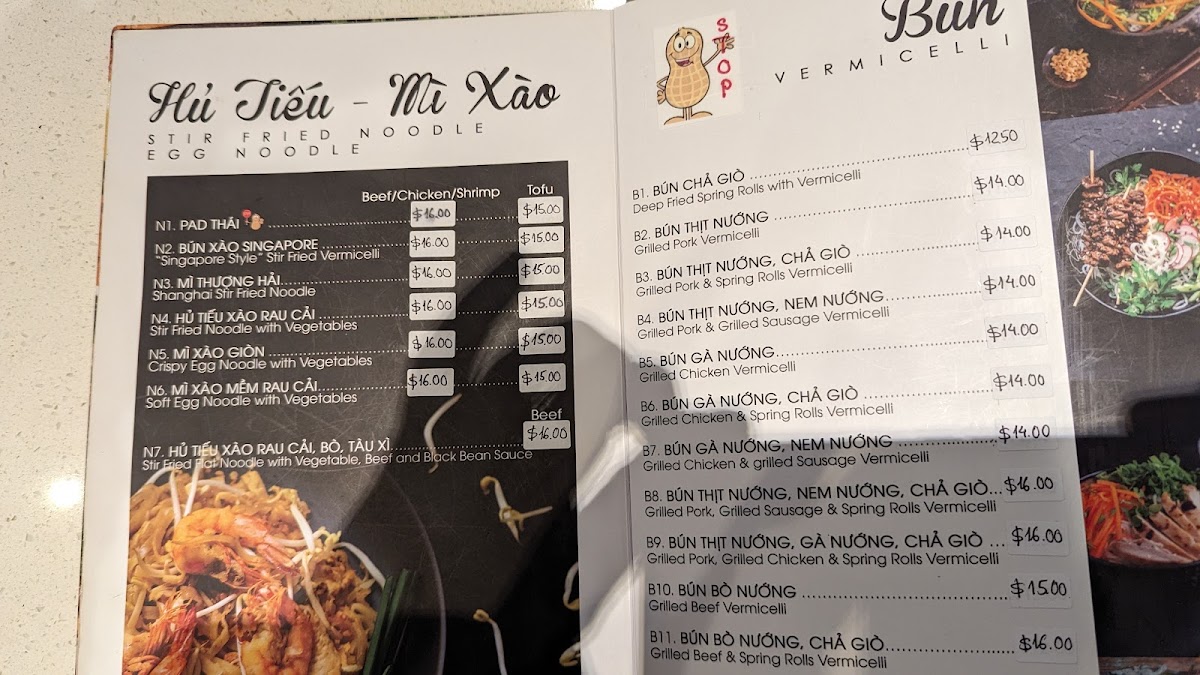 Hủ Tiếu - Mì Xào
STIR FRIED NOODLE
EGG NOODLE
Beef/Chicken/Shrimp Tofu
N1. PAD THÁI $16.00 $15.00
N2. BÚN XÀO SINGAPORE $16.00 $15.00
"Singapore Style" Stir Fried Vermicelli
N3. MÌ THƯỢNG HẢI $16.00 $15.00
Shanghai Stir Fried Noodle
N4. HỦ TIẾU XÀO RAU CẢI $16.00 $15.00
Stir Fried Noodle with Vegetables
N5. MÌ XÀO GIÒN $16.00 $15.00
Crispy Egg Noodle with Vegetables
N6. MÌ XÀO MỀM RAU CẢI $16.00 $15.00
Soft Egg Noodle with Vegetables
Beef
N7. HỦ TIẾU XÀO RAU CẢI, BÒ, TÀU XÌ $16.00
Stir Fried Flat Noodle with Vegetable, Beef and Black Bean Sauce
STOP
Bún
VERMICELLI
B1. BÚN CHẢ GIÒ $12.50
Deep Fried Spring Rolls with Vermicelli
B2. BÚN THỊT NƯỚNG $14.00
Grilled Pork Vermicelli
B3. BÚN THỊT NƯỚNG, CHẢ GIÒ $14.00
Grilled Pork & Spring Rolls Vermicelli
B4. BÚN THỊT NƯỚNG, NEM NƯỚNG $14.00
Grilled Pork & Grilled Sausage Vermicelli
B5. BÚN GÀ NƯỚNG $14.00
Grilled Chicken Vermicelli
B6. BÚN GÀ NƯỚNG, CHẢ GIÒ $14.00
Grilled Chicken & Spring Rolls Vermicelli
B7. BÚN GÀ NƯỚNG, NEM NƯỚNG $14.00
Grilled Chicken & grilled Sausage Vermicelli
B8. BÚN THỊT NƯỚNG, NEM NƯỚNG, CHẢ GIÒ $16.00
Grilled Pork, Grilled Sausage & Spring Rolls Vermicelli
B9. BÚN THỊT NƯỚNG, GÀ NƯỚNG, CHẢ GIÒ $16.00
Grilled Pork, Grilled Chicken & Spring Rolls Vermicelli
B10. BÚN BÒ NƯỚNG $15.00
Grilled Beef Vermicelli
B11. BÚN BÒ NƯỚNG, CHẢ GIÒ $16.00
Grilled Beef & Spring Rolls Vermicelli